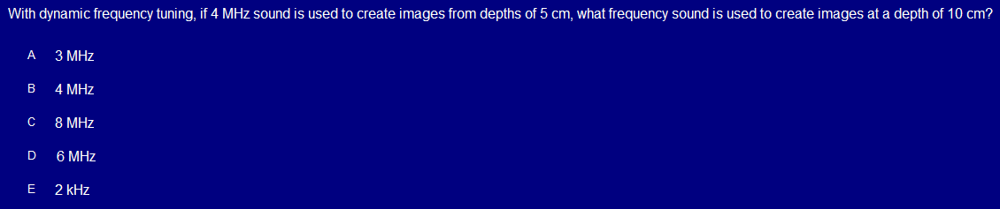 With dynamic frequency tuning, if 4 MHz sound is used to create images from depths of 5 cm, what frequency sound is used to create images at a depth of 10 cm?
A 3 MHz
B 4 MHz
C 8 MHz
D 6 MHz
E 2 kHz